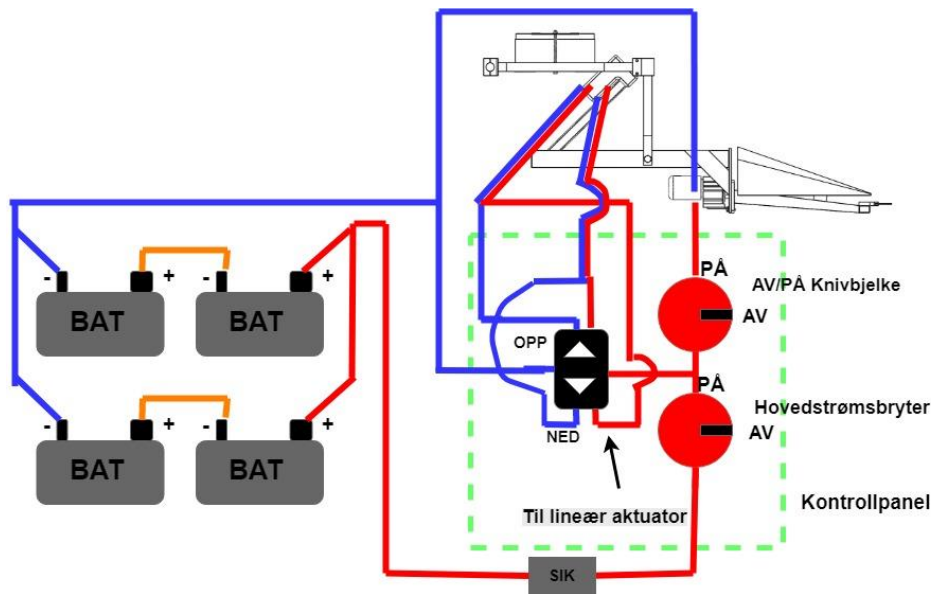 PÅ
AV/PÅ Knivbjelke
- + - +
BAT
BAT
AV
OPP
PÅ
Hovedstrømsbryter
- + - +
AV
NED
BAT
BAT
Kontrollpanel
Til lineær aktuator
SIK